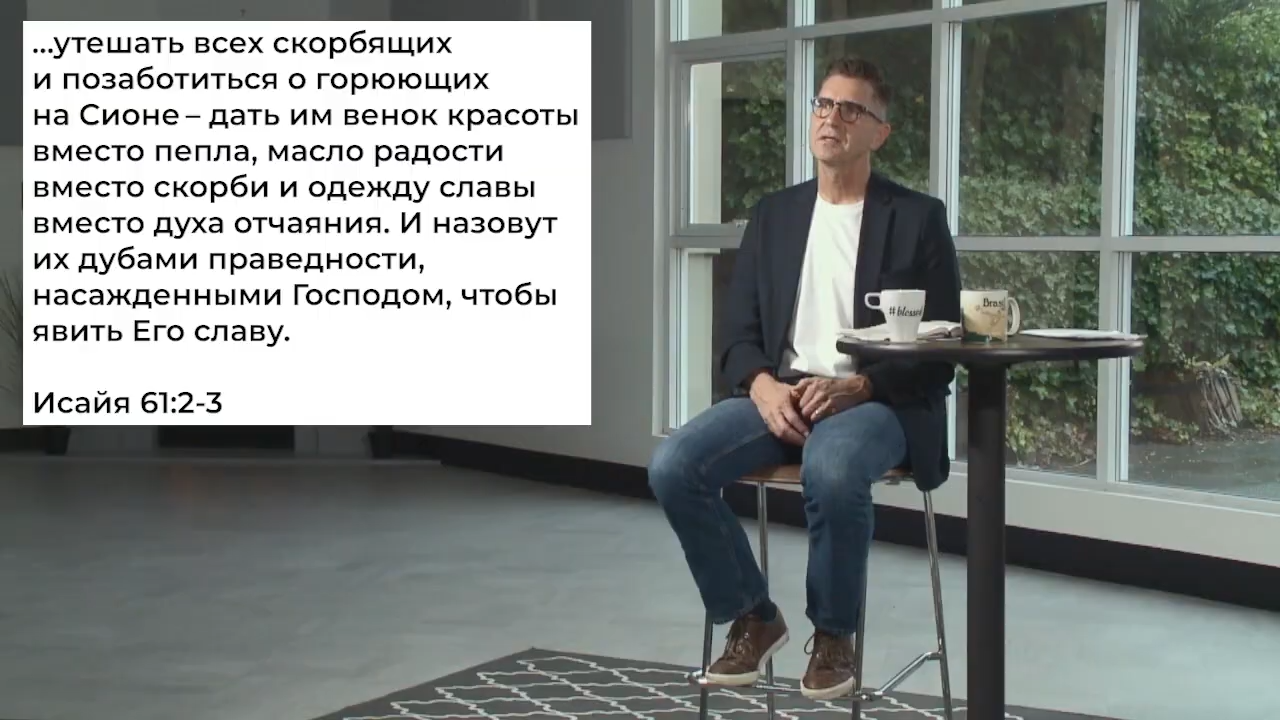 ...утешать всех скорбящих
и позаботиться о горюющих
на Сионе – дать им венок красоты
вместо пепла, масло радости
вместо скорби и одежду славы
вместо духа отчаяния. И назовут
их дубами праведности,
насажденными Господом, чтобы
явить Его славу.
Исайя 61:2-3
#blessed